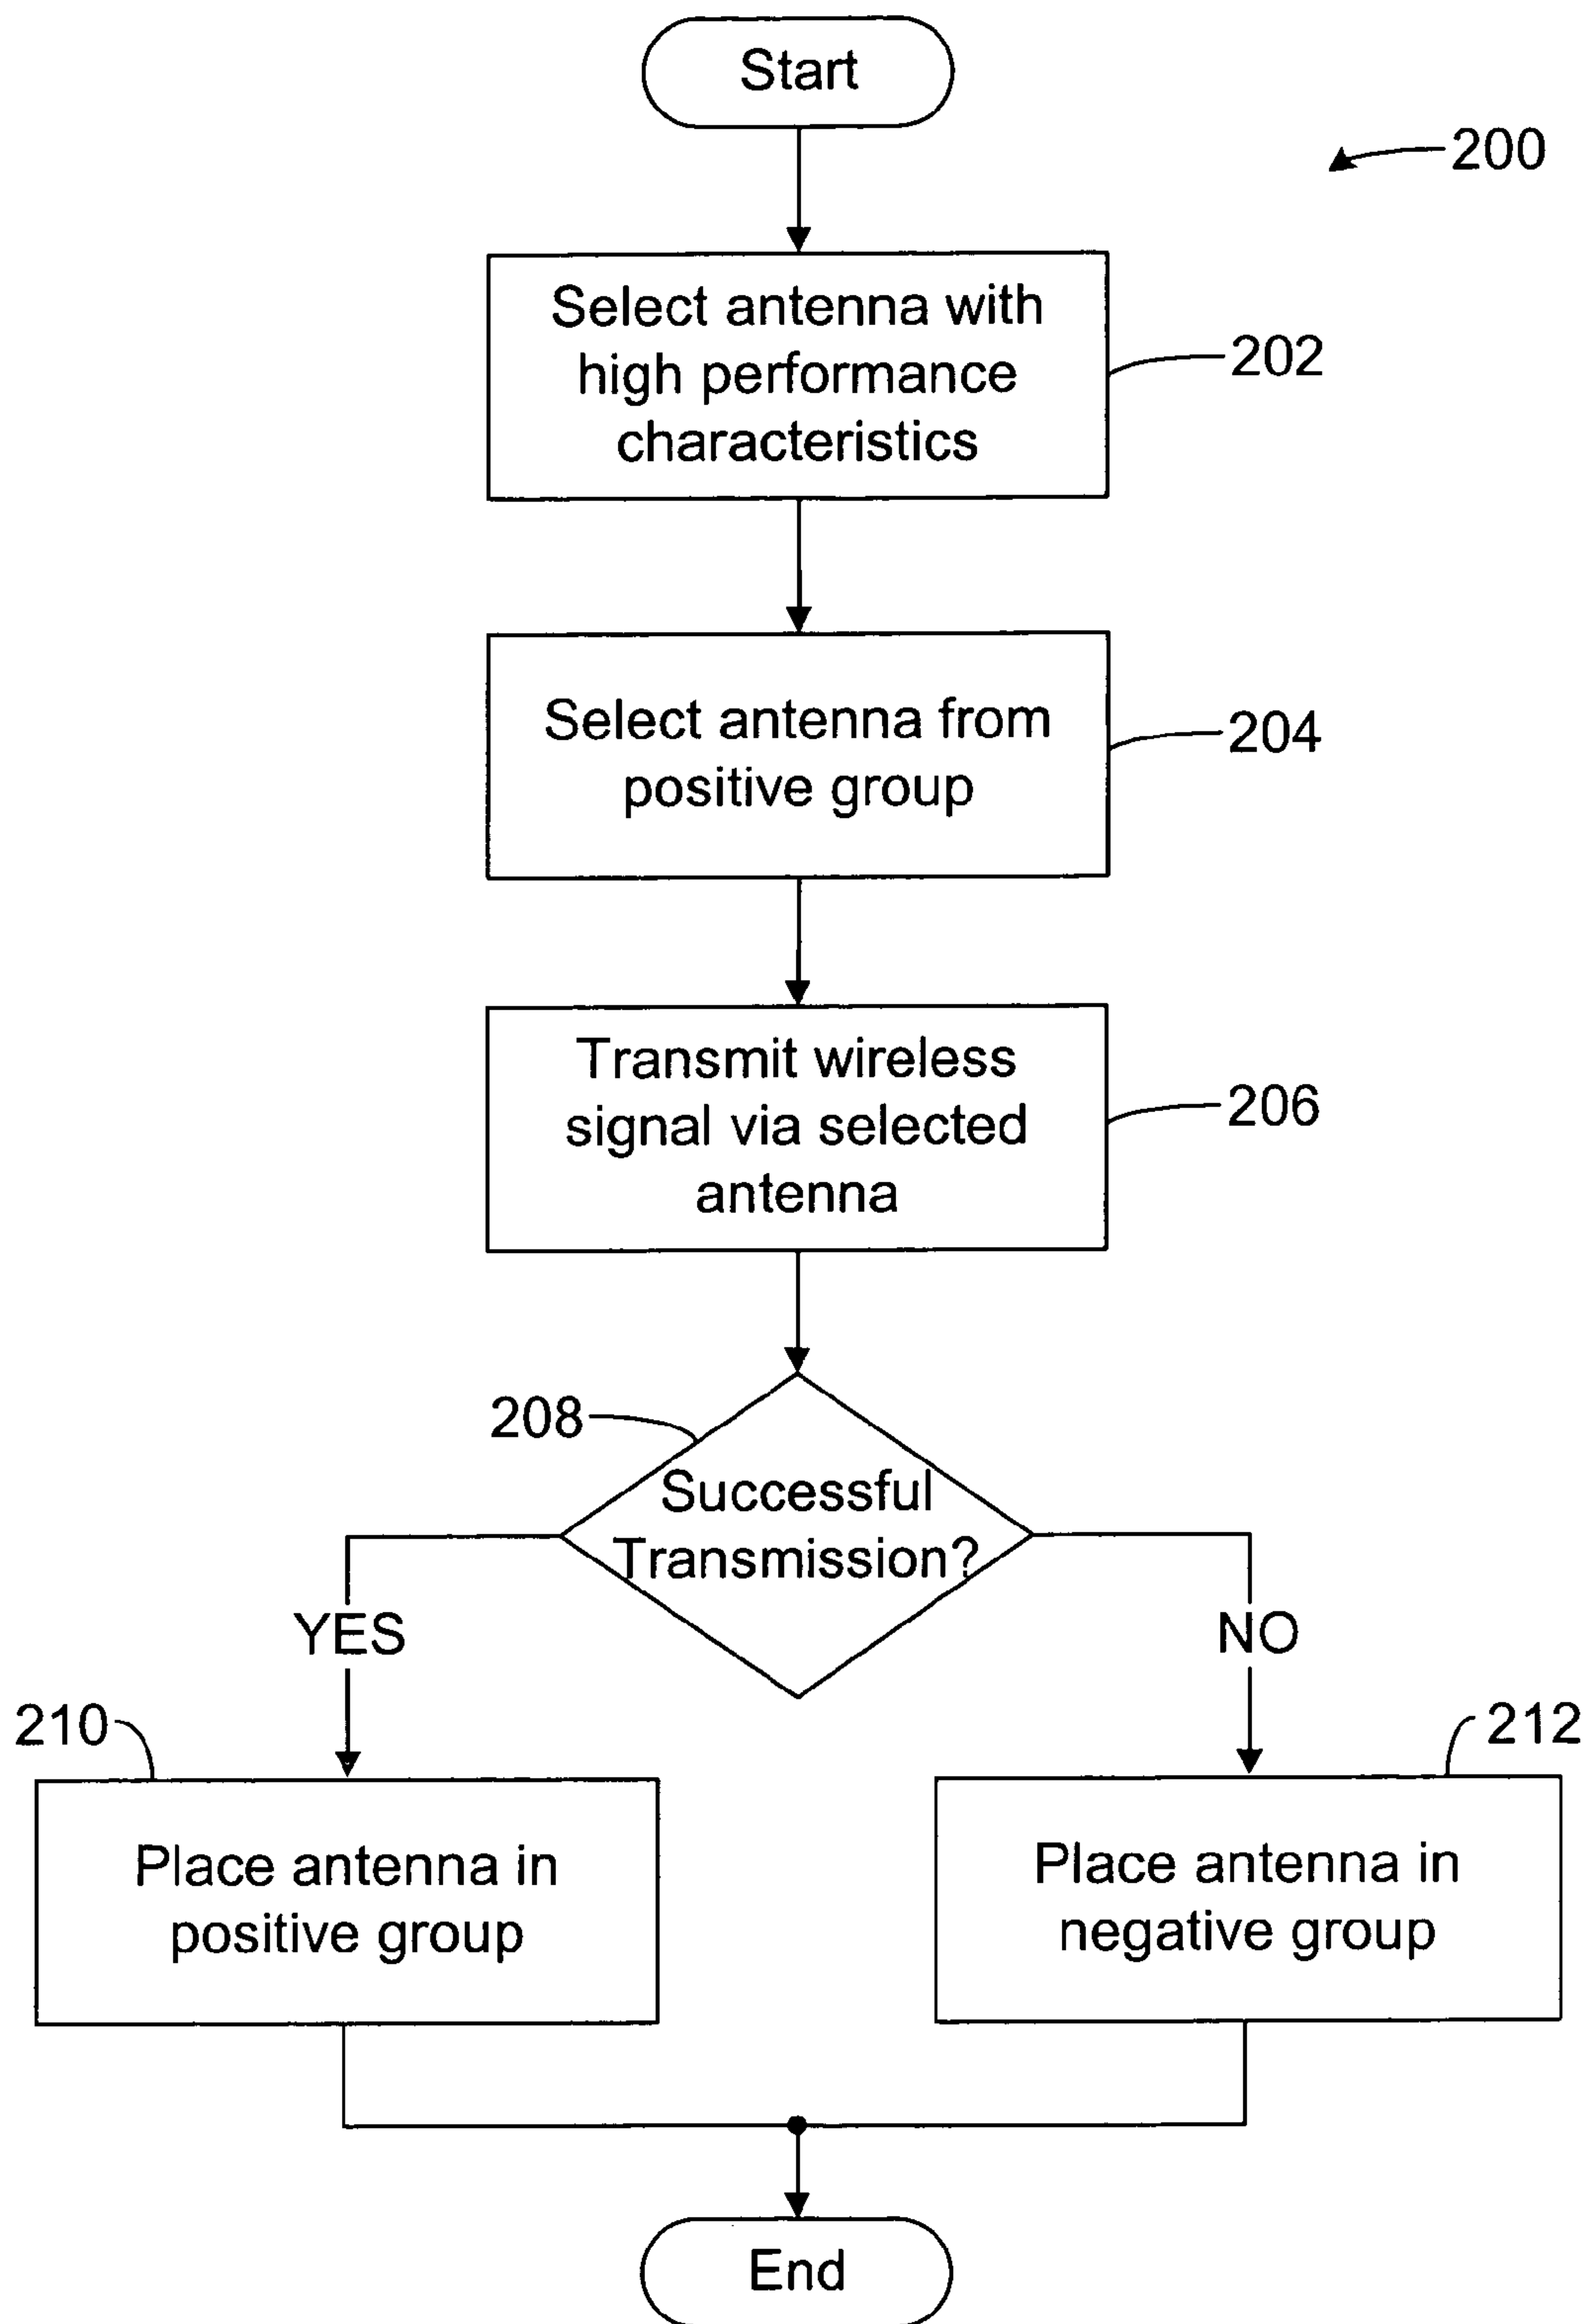 Start
200
Select antenna with
high performance
characteristics
202
Select antenna from
positive group
204
Transmit wireless
signal via selected
antenna
206
208
Successful
Transmission?
YES
NO
210
212
Place antenna in
positive group
Place antenna in
negative group
End